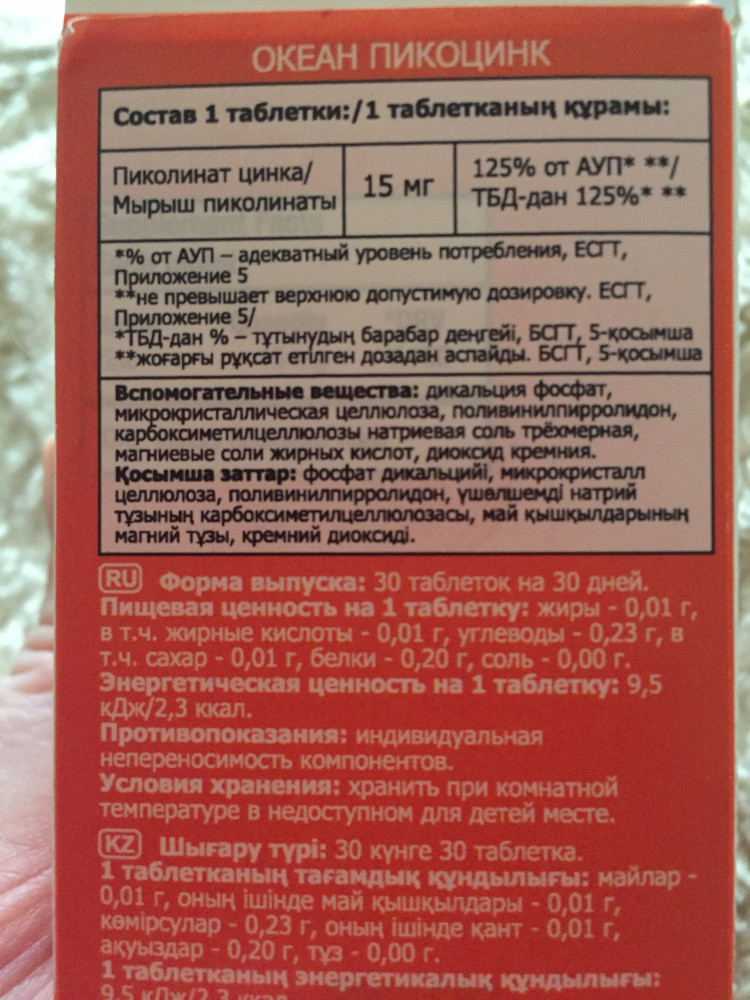 ОКЕАН ПИКОЦИНК
Состав 1 таблетки:/1 таблетканың құрамы:
Пиколинат цинка/
Мырыш пиколинаты
15 мг
125% от АУП* **/
ТБД-дан 125%* **
*% от АУП – адекватный уровень потребления, ЕСГТ,
Приложение 5
**не превышает верхнюю допустимую дозировку. ЕСГТ,
Приложение 5/
*ТБД-дан % – тұтынудың барабар деңгейі, БСГТ, 5-қосымша
**жоғарғы рұқсат етілген дозадан аспайды. БСГТ, 5-қосымша
Вспомогательные вещества: дикальция фосфат,
микрокристаллическая целлюлоза, поливинилпирролидон,
карбоксиметилцеллюлозы натриевая соль трёхмерная,
магниевые соли жирных кислот, диоксид кремния.
Қосымша заттар: фосфат дикальцийі, микрокристалл
целлюлоза, поливинилпирролидон, үшөлшемді натрий
тұзының карбоксиметилцеллюлозасы, май қышқылдарының
магний тұзы, кремний диоксиді.
RU Форма выпуска: 30 таблеток на 30 дней.
Пищевая ценность на 1 таблетку: жиры - 0,01 г,
в т.ч. жирные кислоты - 0,01 г, углеводы - 0,23 г, в
т.ч. сахар - 0,01 г, белки - 0,20 г, соль - 0,00 г.
Энергетическая ценность на 1 таблетку: 9,5
кДж/2,3 ккал.
Противопоказания: индивидуальная
непереносимость компонентов.
Условия хранения: хранить при комнатной
температуре в недоступном для детей месте.
KZ Шығару түрі: 30 күнге 30 таблетка.
1 таблетканың тағамдық құндылығы: майлар -
0,01 г, оның ішінде май қышқылдары - 0,01 г,
көмірсулар - 0,23 г, оның ішінде қант - 0,01 г,
ақуыздар - 0,20 г, тұз - 0,00 г.
1 таблетканың энергетикалық құндылығы:
9,5 кДж/2,3 ккал.